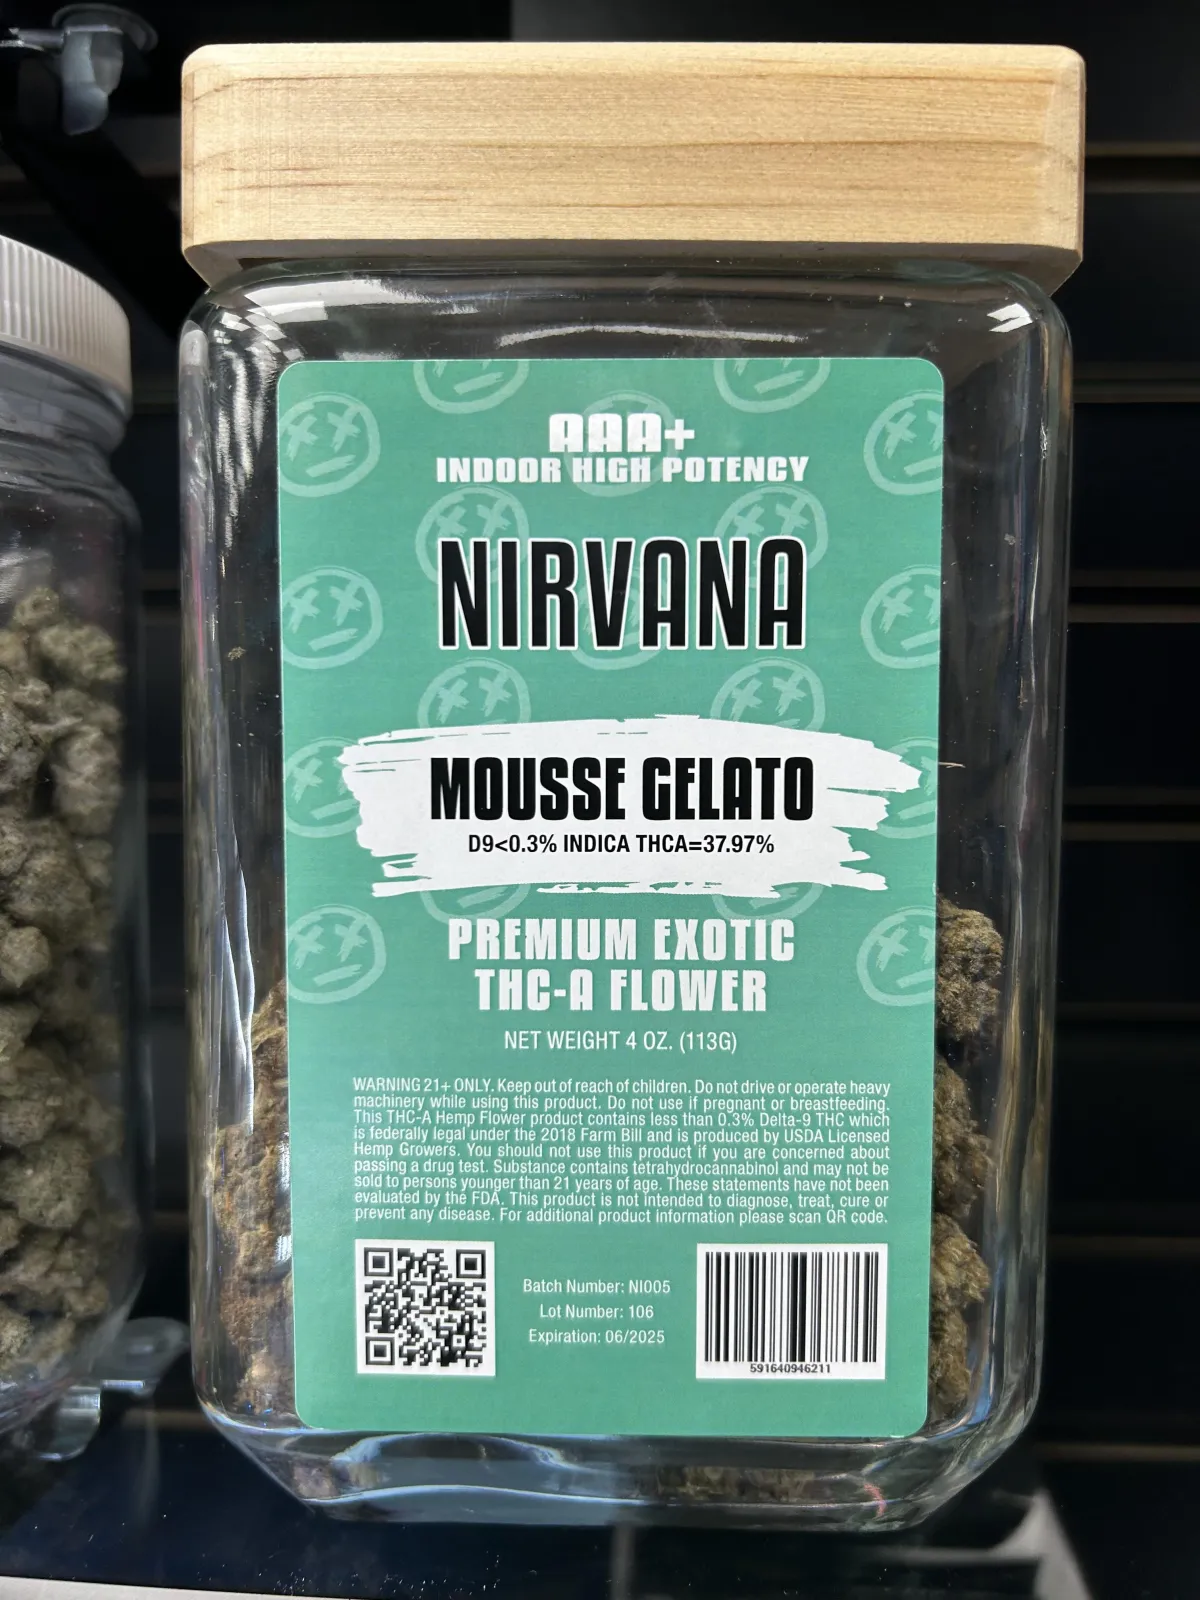 AAA+
INDOOR HIGH POTENCY
NIRVANA
MOUSSE GELATO
D9<0.3% INDICA THCA=37.97%
PREMIUM EXOTIC
THC-A FLOWER
NET WEIGHT 4 OZ. (113G)
WARNING 21+ ONLY. Keep out of reach of children. Do not drive or operate heavy
machinery while using this product. Do not use if pregnant or breastfeeding.
This THC-A Hemp Flower product contains less than 0.3% Delta-9 THC which
is federally legal under the 2018 Farm Bill and is produced by USDA Licensed
Hemp Growers. You should not use this product if you are concerned about
passing a drug test. Substance contains tetrahydrocannabinol and may not be
sold to persons younger than 21 years of age. These statements have not been
evaluated by the FDA. This product is not intended to diagnose, treat, cure or
prevent any disease. For additional product information please scan QR code.
Batch Number: NI005
Lot Number: 106
Expiration: 06/2025
591640946211